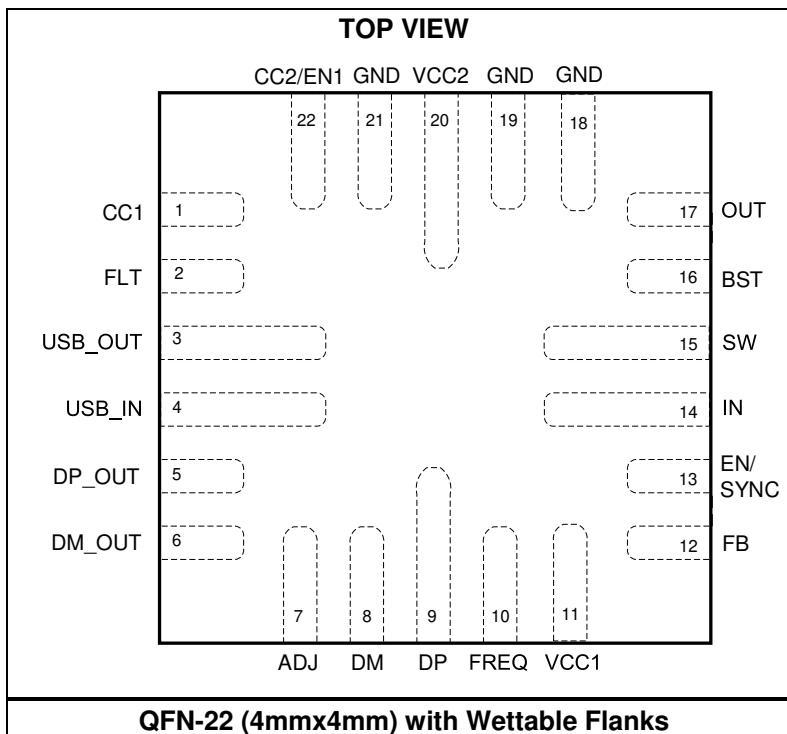 TOP VIEW
CC2/EN1 GND VCC2 GND GND
22 21 20 19 18
CC1 1 17 OUT
FLT 2 16 BST
USB_OUT 3 15 SW
USB_IN 4 14 IN
DP_OUT 5 13 EN/
SYNC
DM_OUT 6 12 FB
7 8 9 10 11
ADJ DM DP FREQ VCC1
QFN-22 (4mmx4mm) with Wettable Flanks